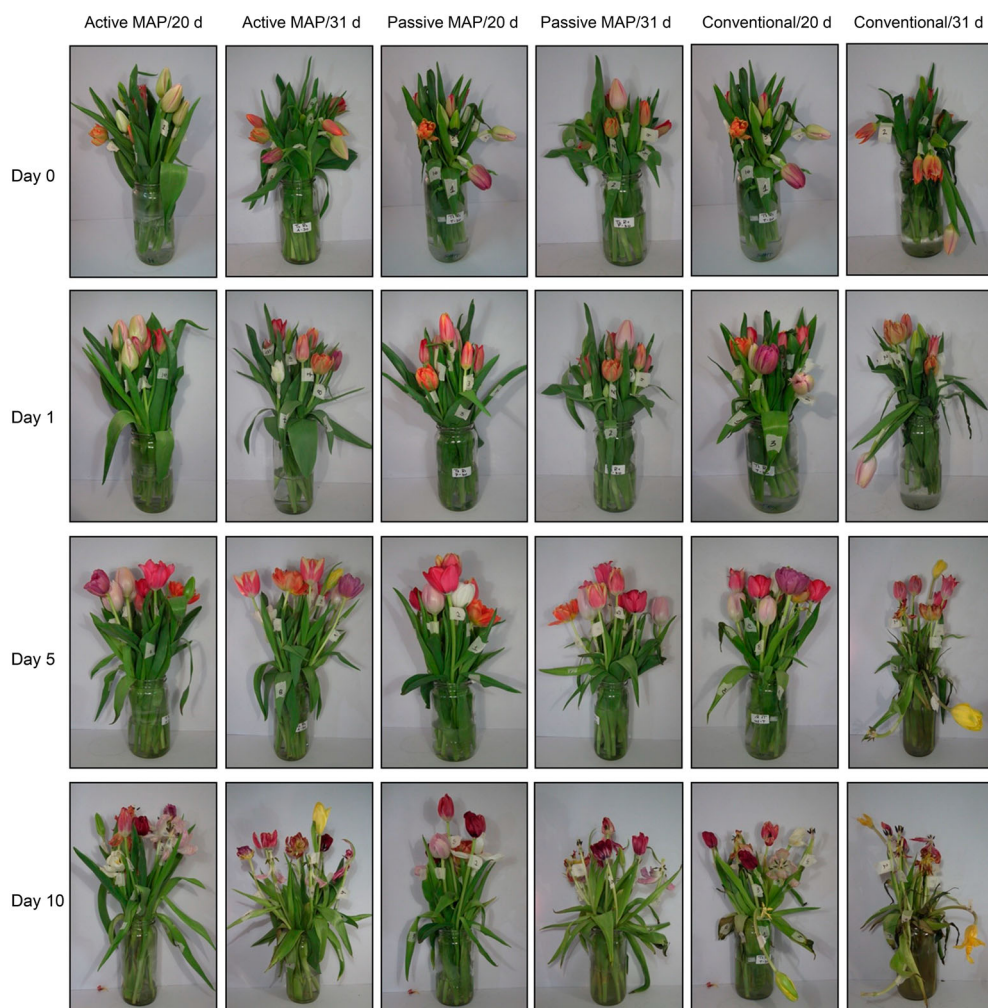 Active MAP/20 d Active MAP/31 d Passive MAP/20 d Passive MAP/31 d Conventional/20 d Conventional/31 d
Day 0
Day 1
3
Day 5
Day 10